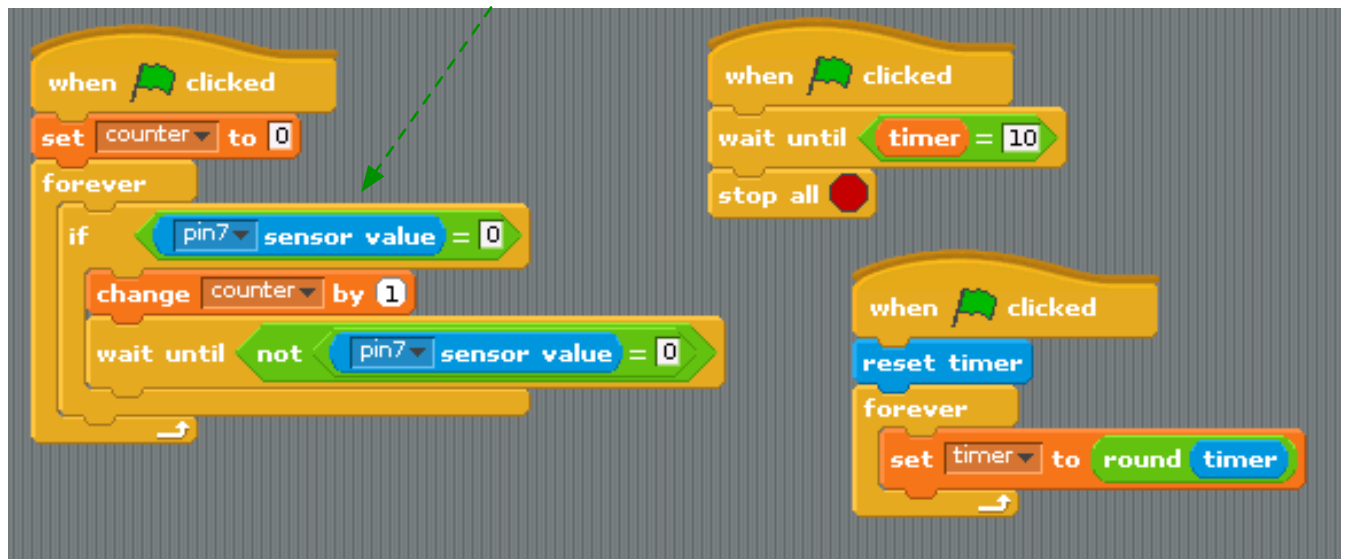 when clicked
set counter to 0
forever
if pin7 sensor value = 0
change counter by 1
wait until not pin7 sensor value = 0
when clicked
wait until timer = 10
stop all
when clicked
reset timer
forever
set timer to round timer